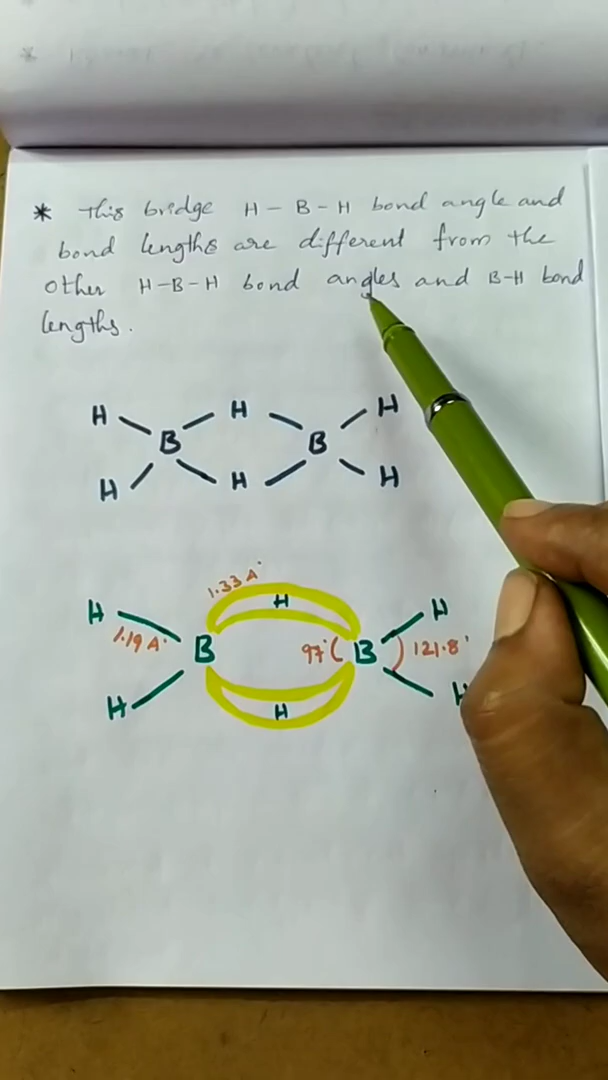 * This bridge H-B-H bond angle and
bond lengths are different from the
other H-B-H bond angles and B-H bond
lengths.
H H H
B B
H H H
1.33 A°
H H H
1.19 A° B 97° B 121.8°
H H H